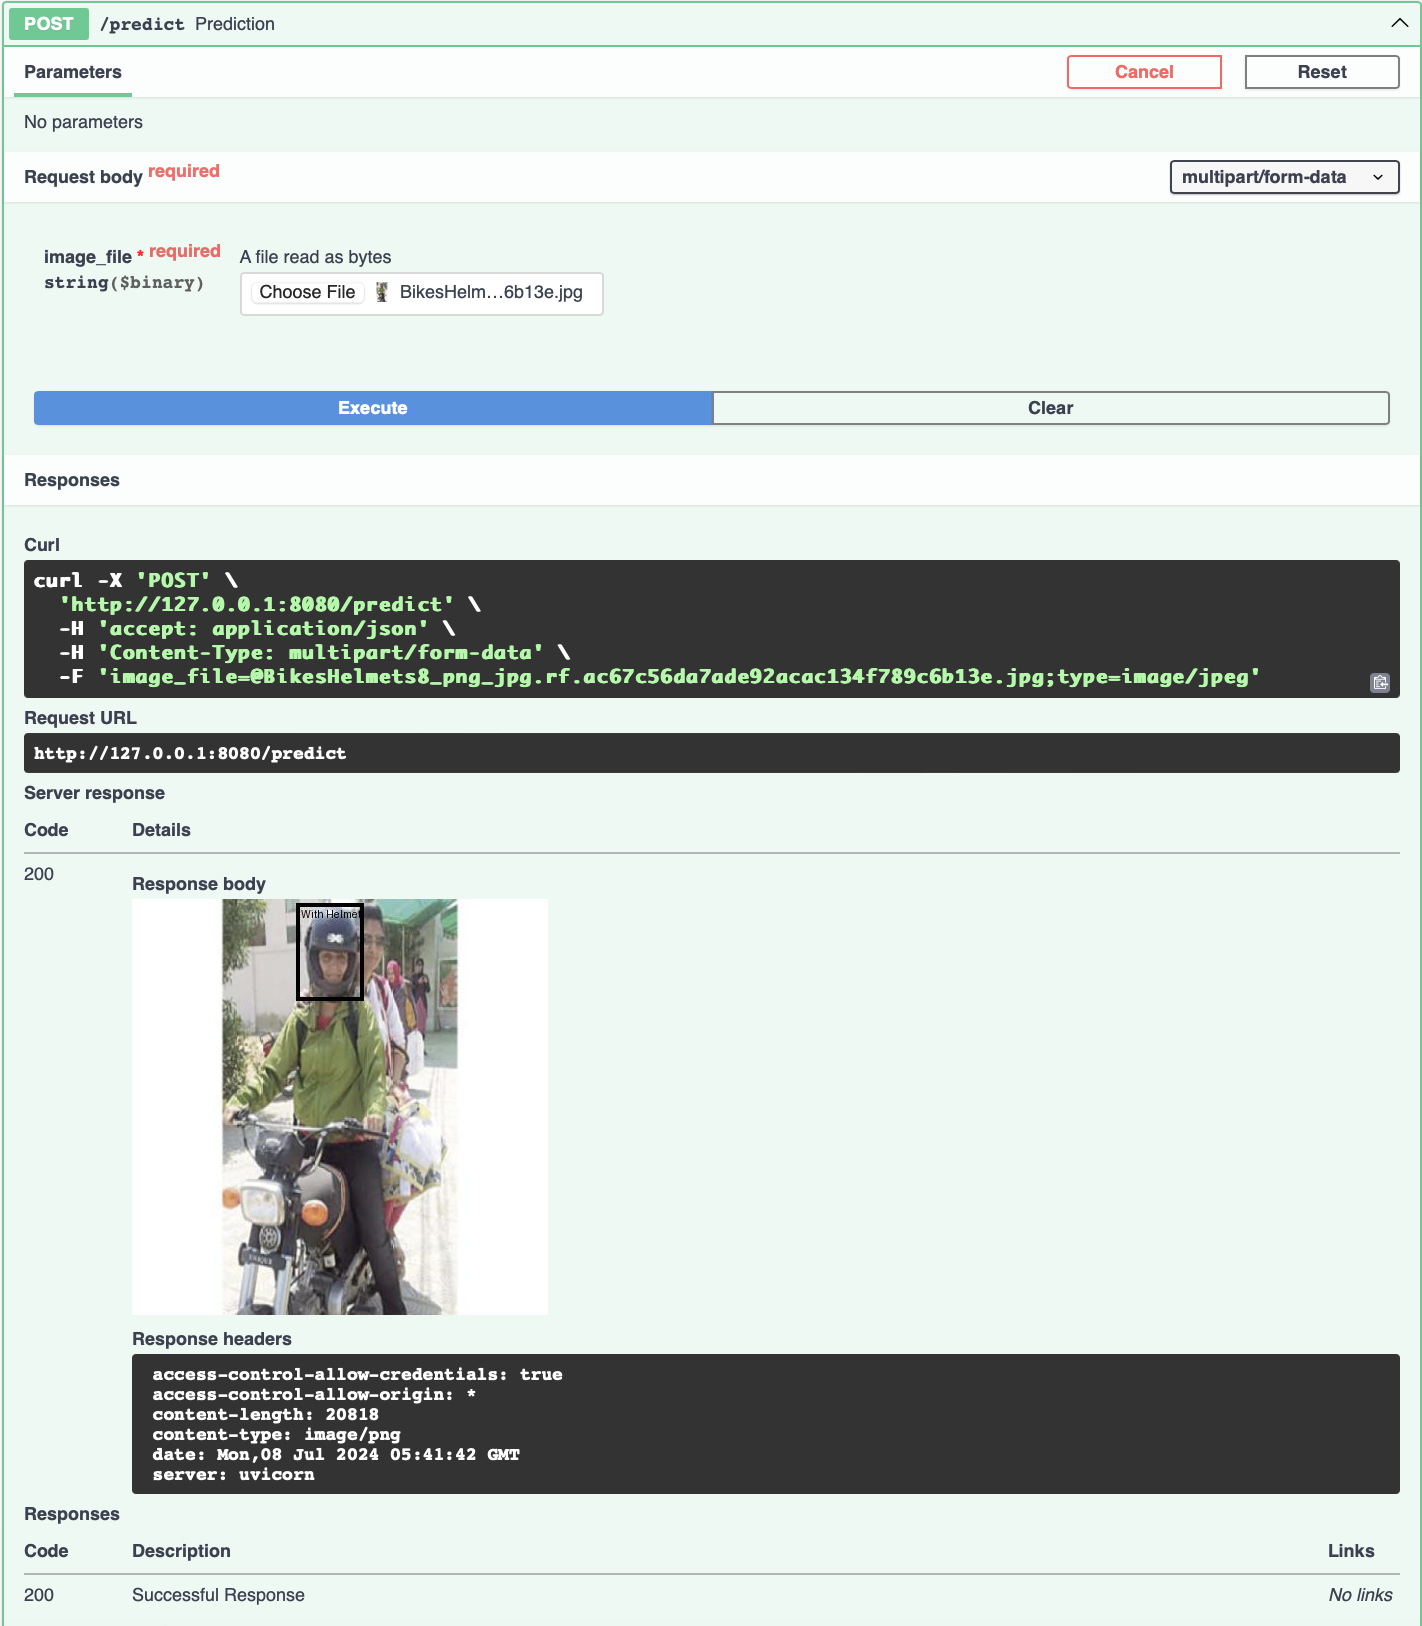 POST /predict Prediction
Parameters
Cancel
Reset
No parameters
Request body required
multipart/form-data
image_file * required
string($binary)
A file read as bytes
Choose File BikesHelm...6b13e.jpg
Execute
Clear
Responses
Curl
curl -X 'POST' \
'http://127.0.0.1:8080/predict' \
-H 'accept: application/json' \
-H 'Content-Type: multipart/form-data' \
-F 'image_file=@BikesHelmets8_png_jpg.rf.ac67c56da7ade92acac134f789c6b13e.jpg;type=image/jpeg'
Request URL
http://127.0.0.1:8080/predict
Server response
Code Details
200
Response body
With Helmet
Response headers
access-control-allow-credentials: true
access-control-allow-origin: *
content-length: 20818
content-type: image/png
date: Mon,08 Jul 2024 05:41:42 GMT
server: uvicorn
Responses
Code Description Links
200 Successful Response No links